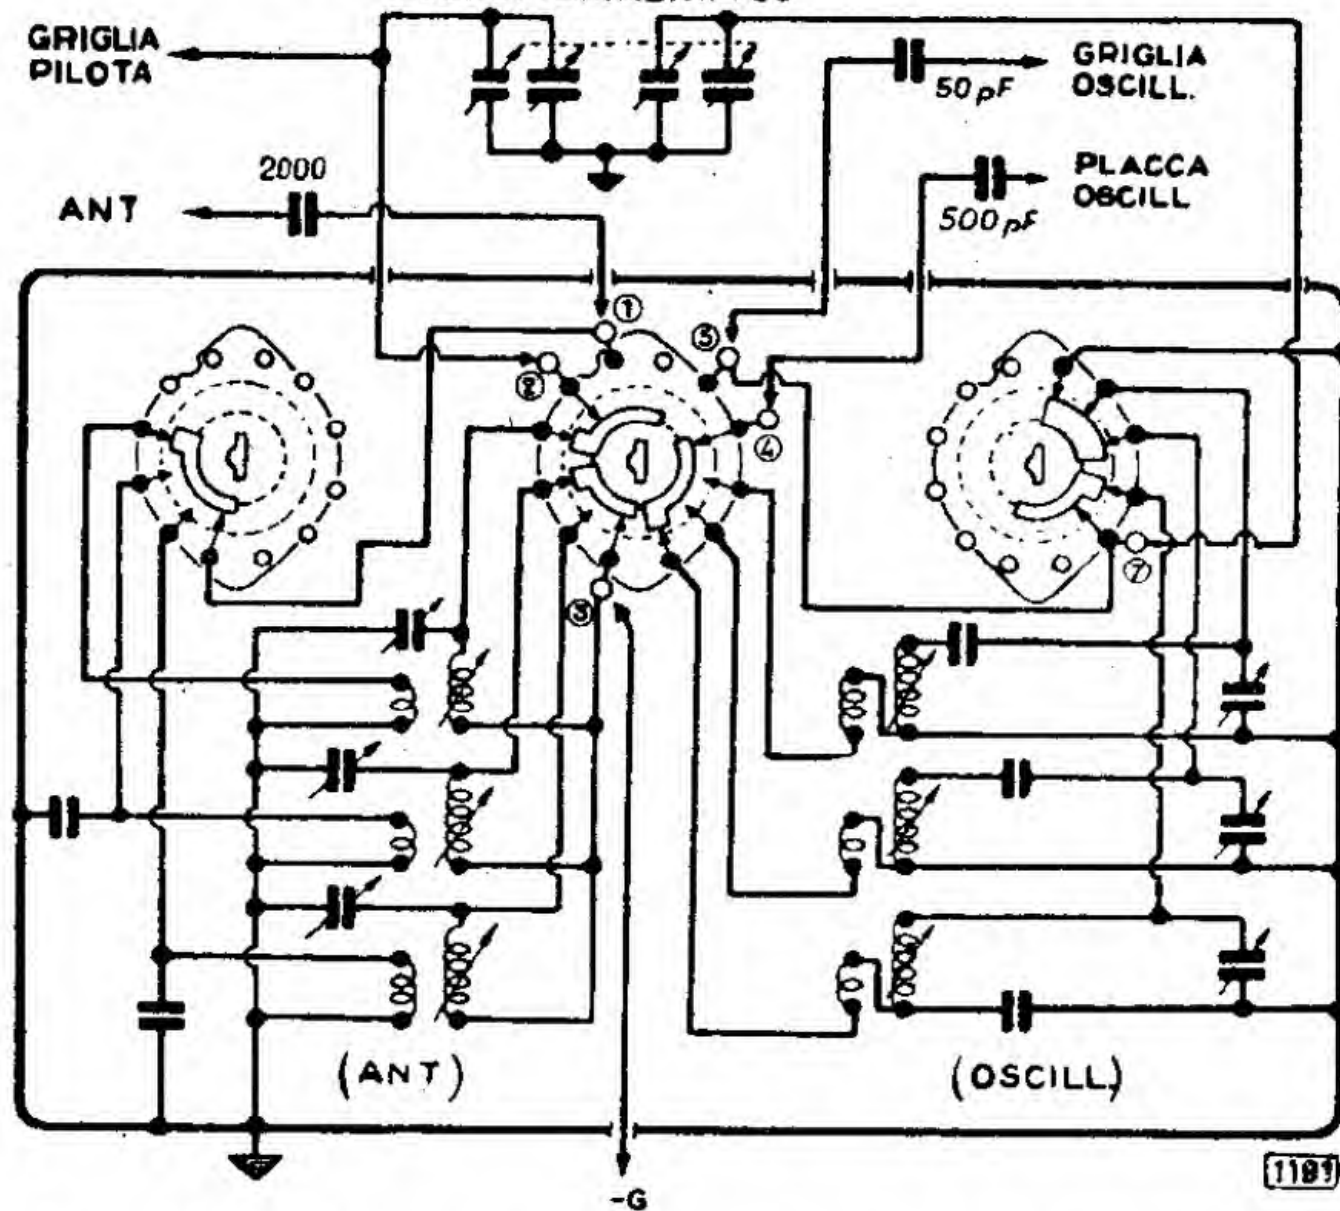 GRIGLIA
PILOTA
50 pF
GRIGLIA
OSCILL.
2000
ANT
500 pF
PLACCA
OSCILL
①
②
⑤
④
③
⑦
(ANT)
(OSCILL.)
-G